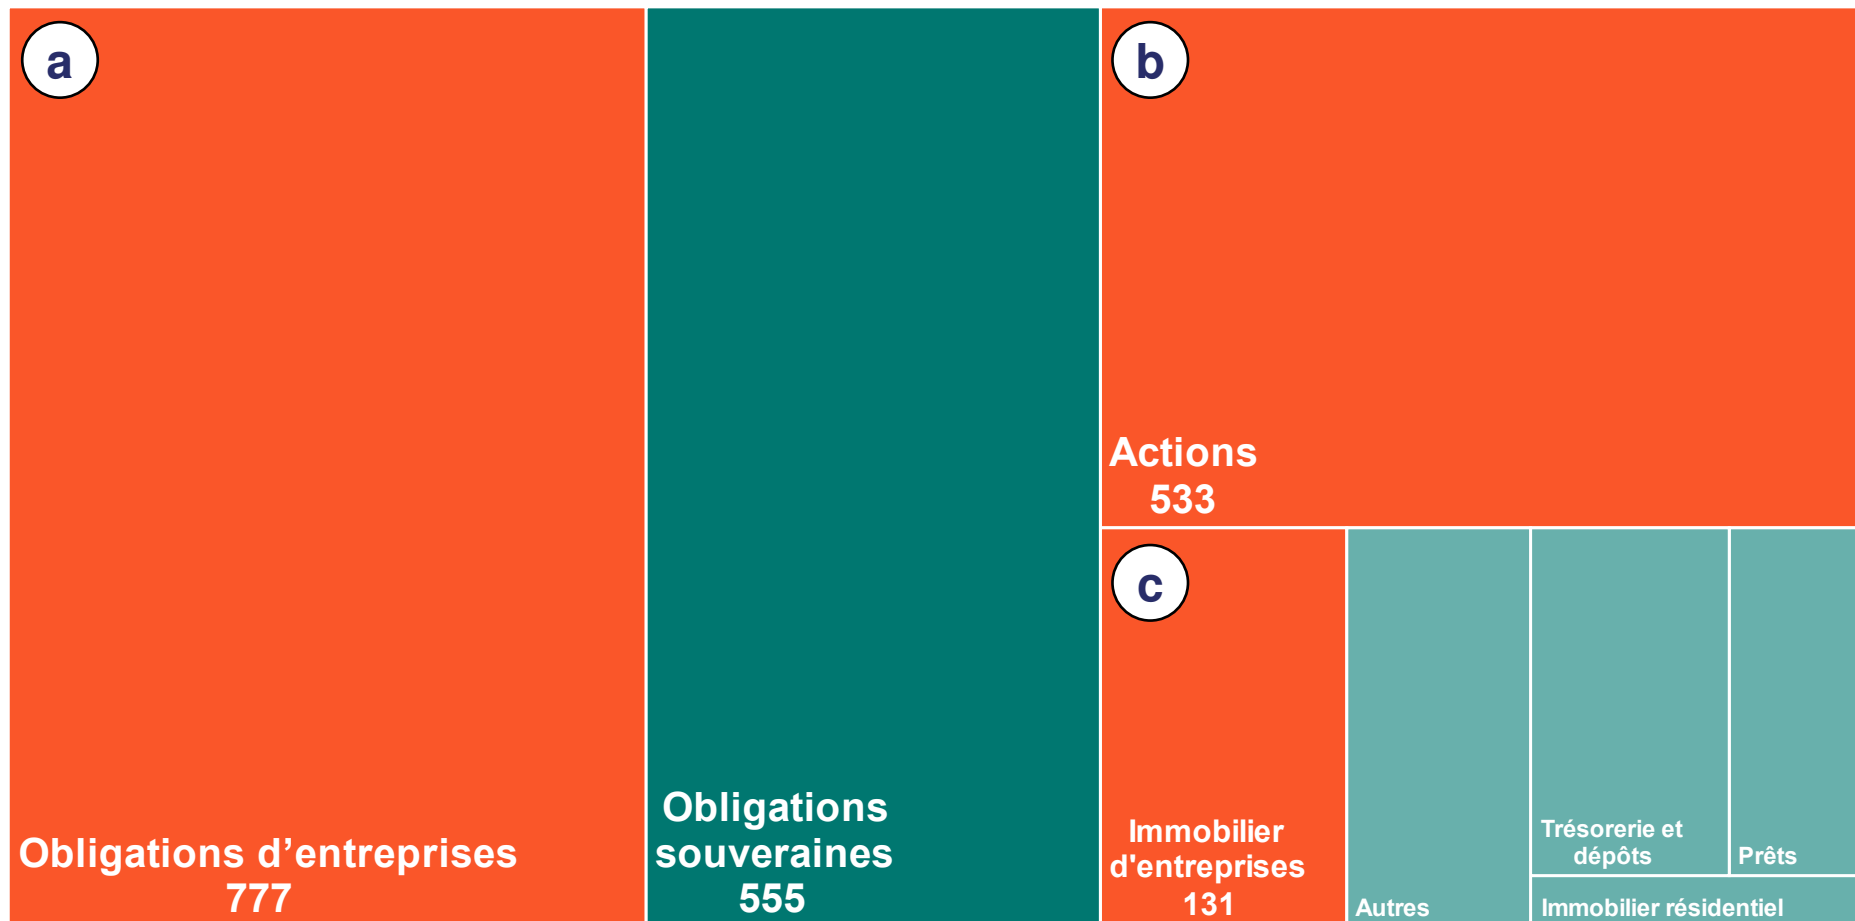 a
Obligations d’entreprises
777
Obligations
souveraines
555
b
Actions
533
c
Immobilier
d'entreprises
131
Autres
Trésorerie et
dépôts
Prêts
Immobilier résidentiel